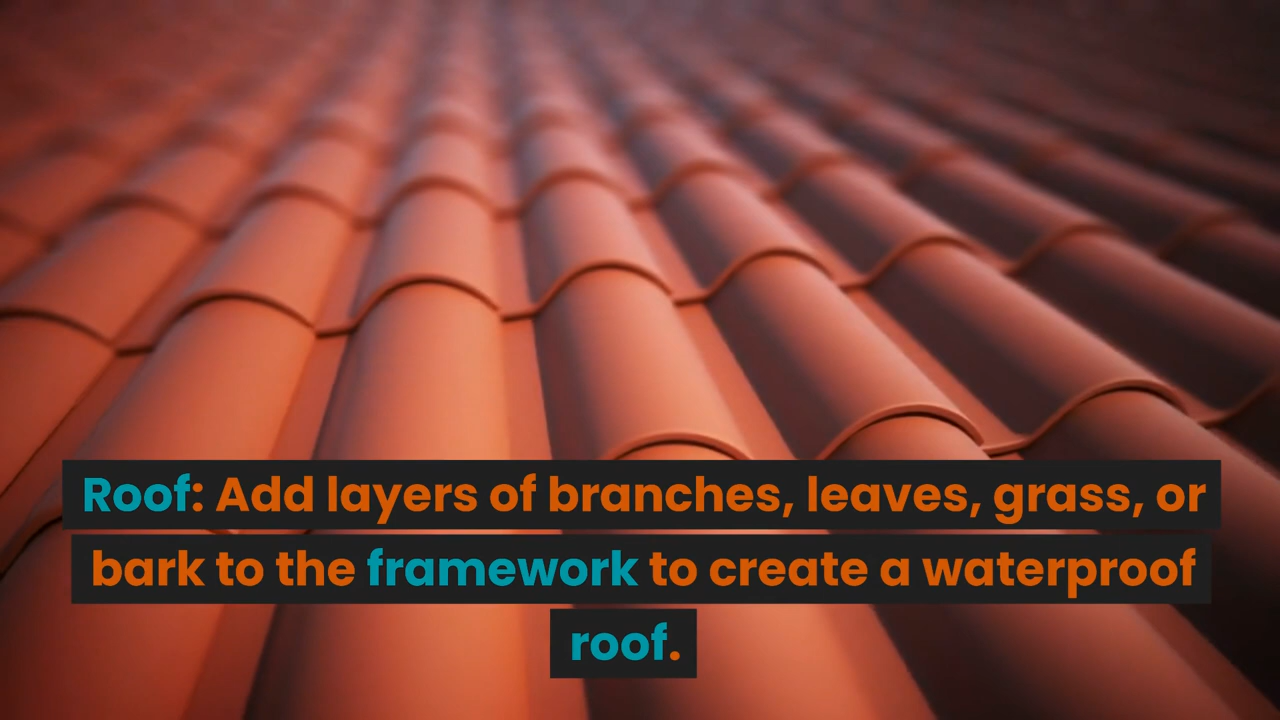 Roof: Add layers of branches, leaves, grass, or
bark to the framework to create a waterproof
roof.